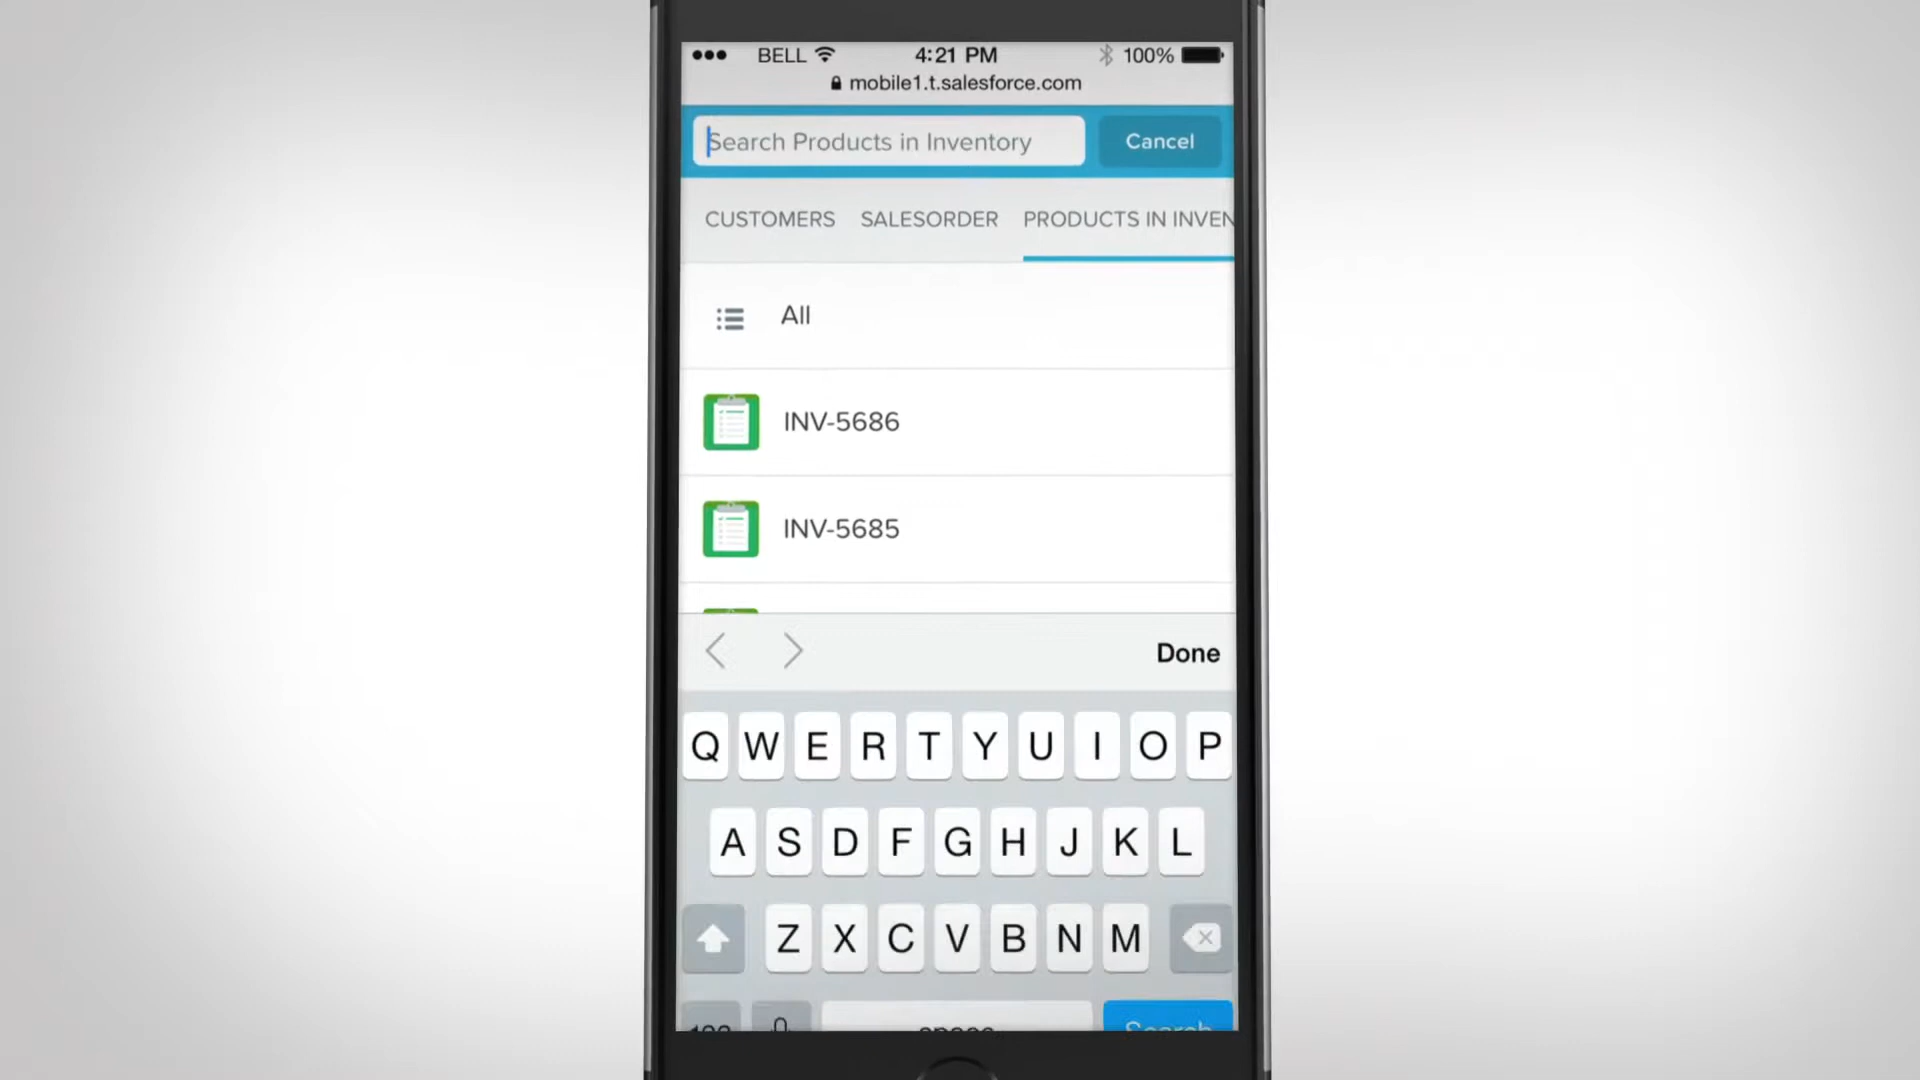 BELL 4:21 PM 100%
mobile1.t.salesforce.com
Search Products in Inventory Cancel
CUSTOMERS SALESORDER PRODUCTS IN INVEN
All
INV-5686
INV-5685
Done
Q W E R T Y U I O P
A S D F G H J K L
Z X C V B N M
123 space Search